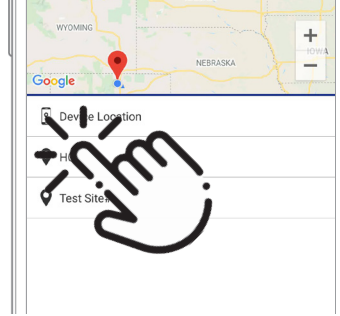 WYOMING
NEBRASKA
IOWA
Google
Device Location
Test Site